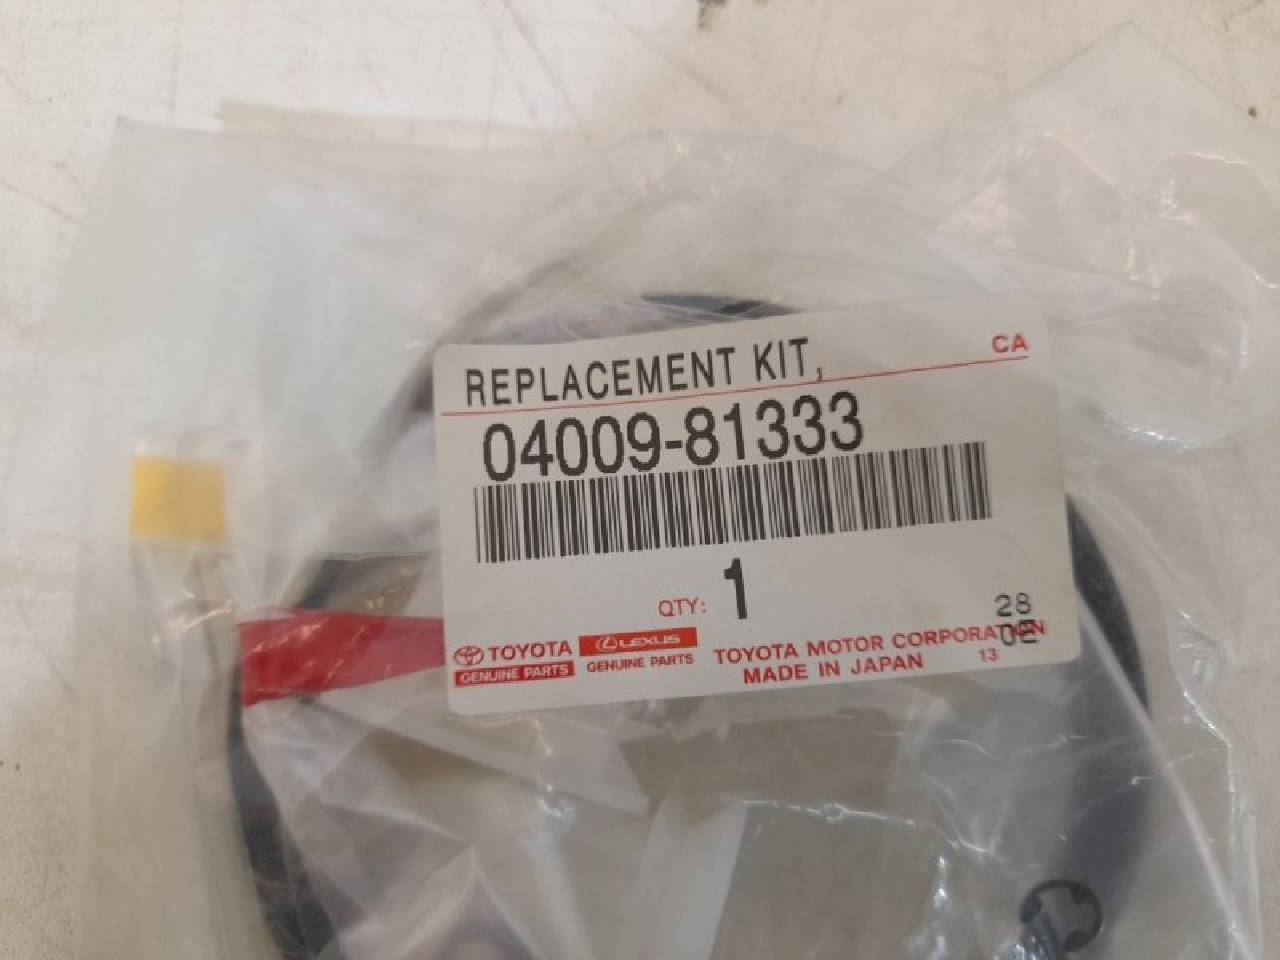 REPLACEMENT KIT,
CA
04009-81333
QTY: 1
28
TOYOTA
GENUINE PARTS
LEXUS
GENUINE PARTS
TOYOTA MOTOR CORPORATION
MADE IN JAPAN
13